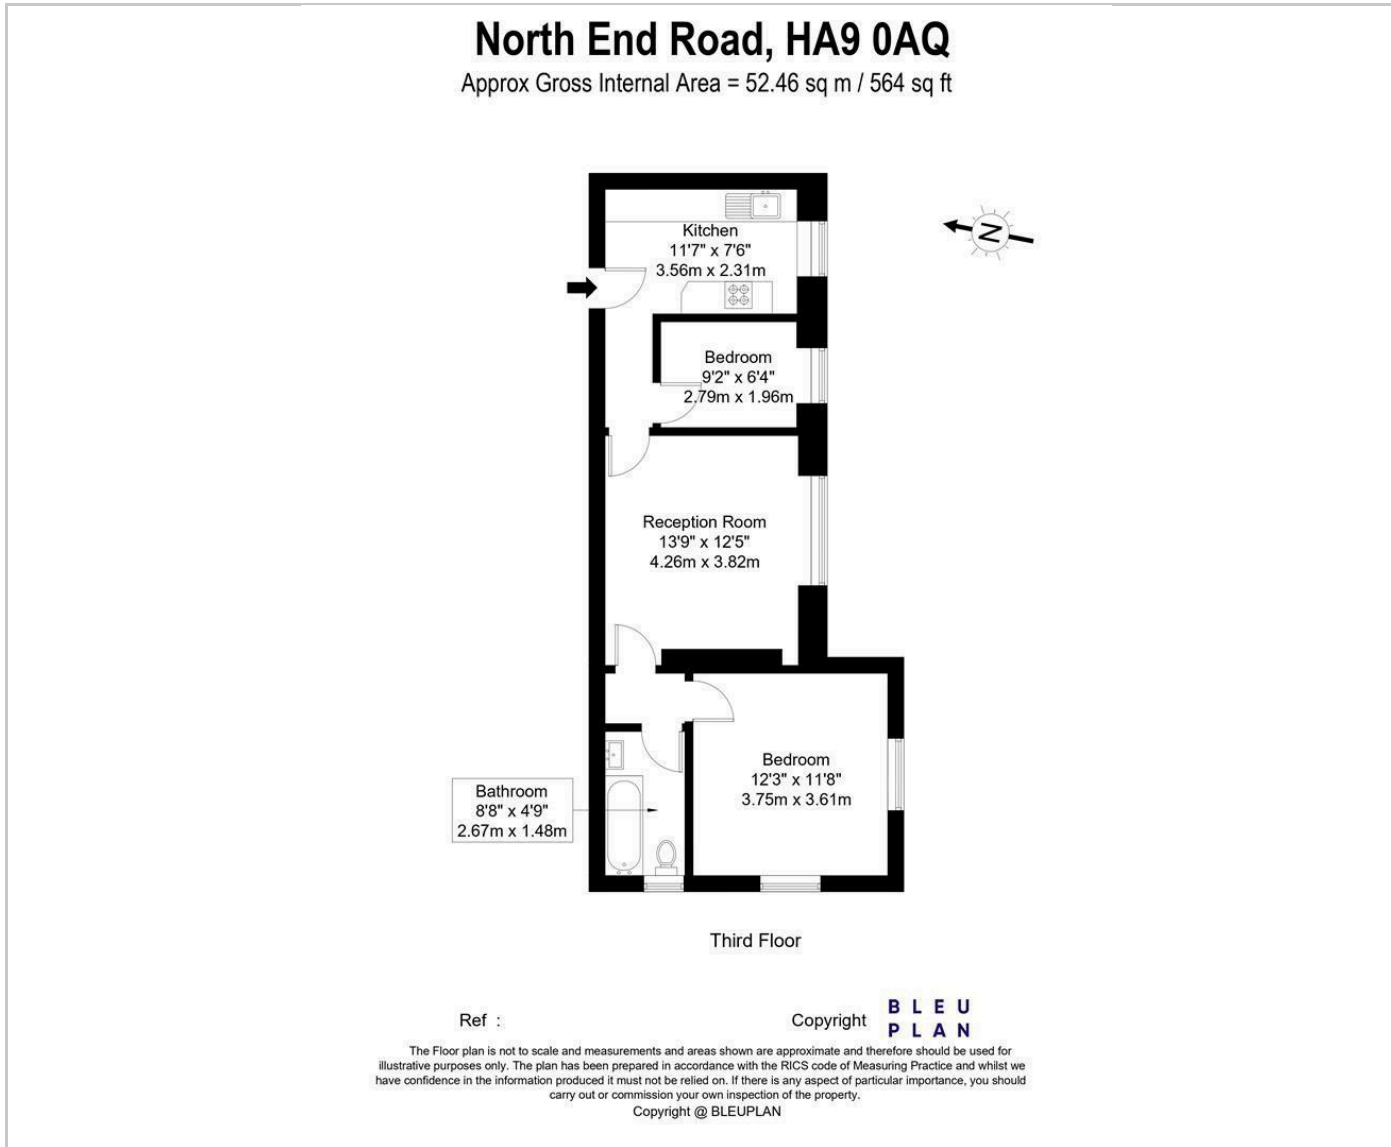 North End Road, HA9 0AQ
Approx Gross Internal Area = 52.46 sq m / 564 sq ft
N
Kitchen
11'7" x 7'6"
3.56m x 2.31m
Bedroom
9'2" x 6'4"
2.79m x 1.96m
Reception Room
13'9" x 12'5"
4.26m x 3.82m
Bedroom
12'3" x 11'8"
3.75m x 3.61m
Bathroom
8'8" x 4'9"
2.67m x 1.48m
Third Floor
Ref :
Copyright
BLEU
PLAN
The Floor plan is not to scale and measurements and areas shown are approximate and therefore should be used for
illustrative purposes only. The plan has been prepared in accordance with the RICS code of Measuring Practice and whilst we
have confidence in the information produced it must not be relied on. If there is any aspect of particular importance, you should
carry out or commission your own inspection of the property.
Copyright @ BLEUPLAN